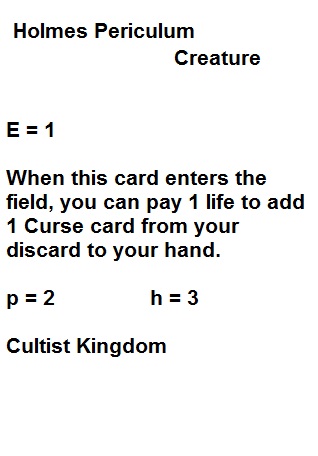 Holmes Periculum
Creature
E = 1
When this card enters the
field, you can pay 1 life to add
1 Curse card from your
discard to your hand.
p = 2 h = 3
Cultist Kingdom